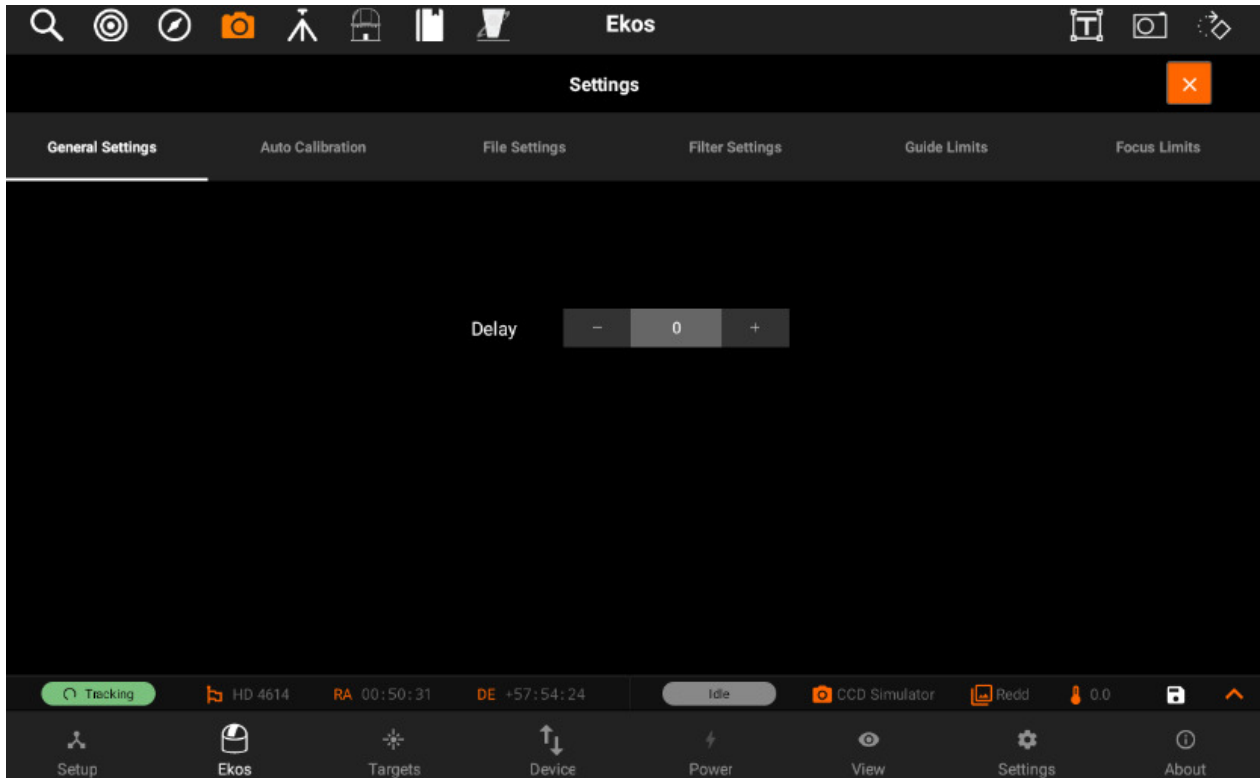 Ekos
T
Settings
×
General Settings Auto Calibration File Settings Filter Settings Guide Limits Focus Limits
Delay − 0 +
Tracking HD 4614 RA 00:50:31 DE +57:54:24 Idle CCD Simulator Redd 0.0
Setup Ekos Targets Device Power View Settings About